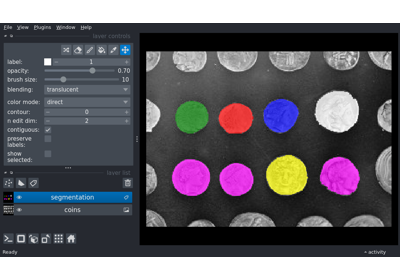 File View Plugins Window Help
layer controls
label: 1
opacity: 0.70
brush size: 10
blending: translucent
color mode: direct
contour: 0
n edit dim: 2
contiguous:
preserve
labels:
show
selected:
layer list
segmentation
coins
Ready
activity